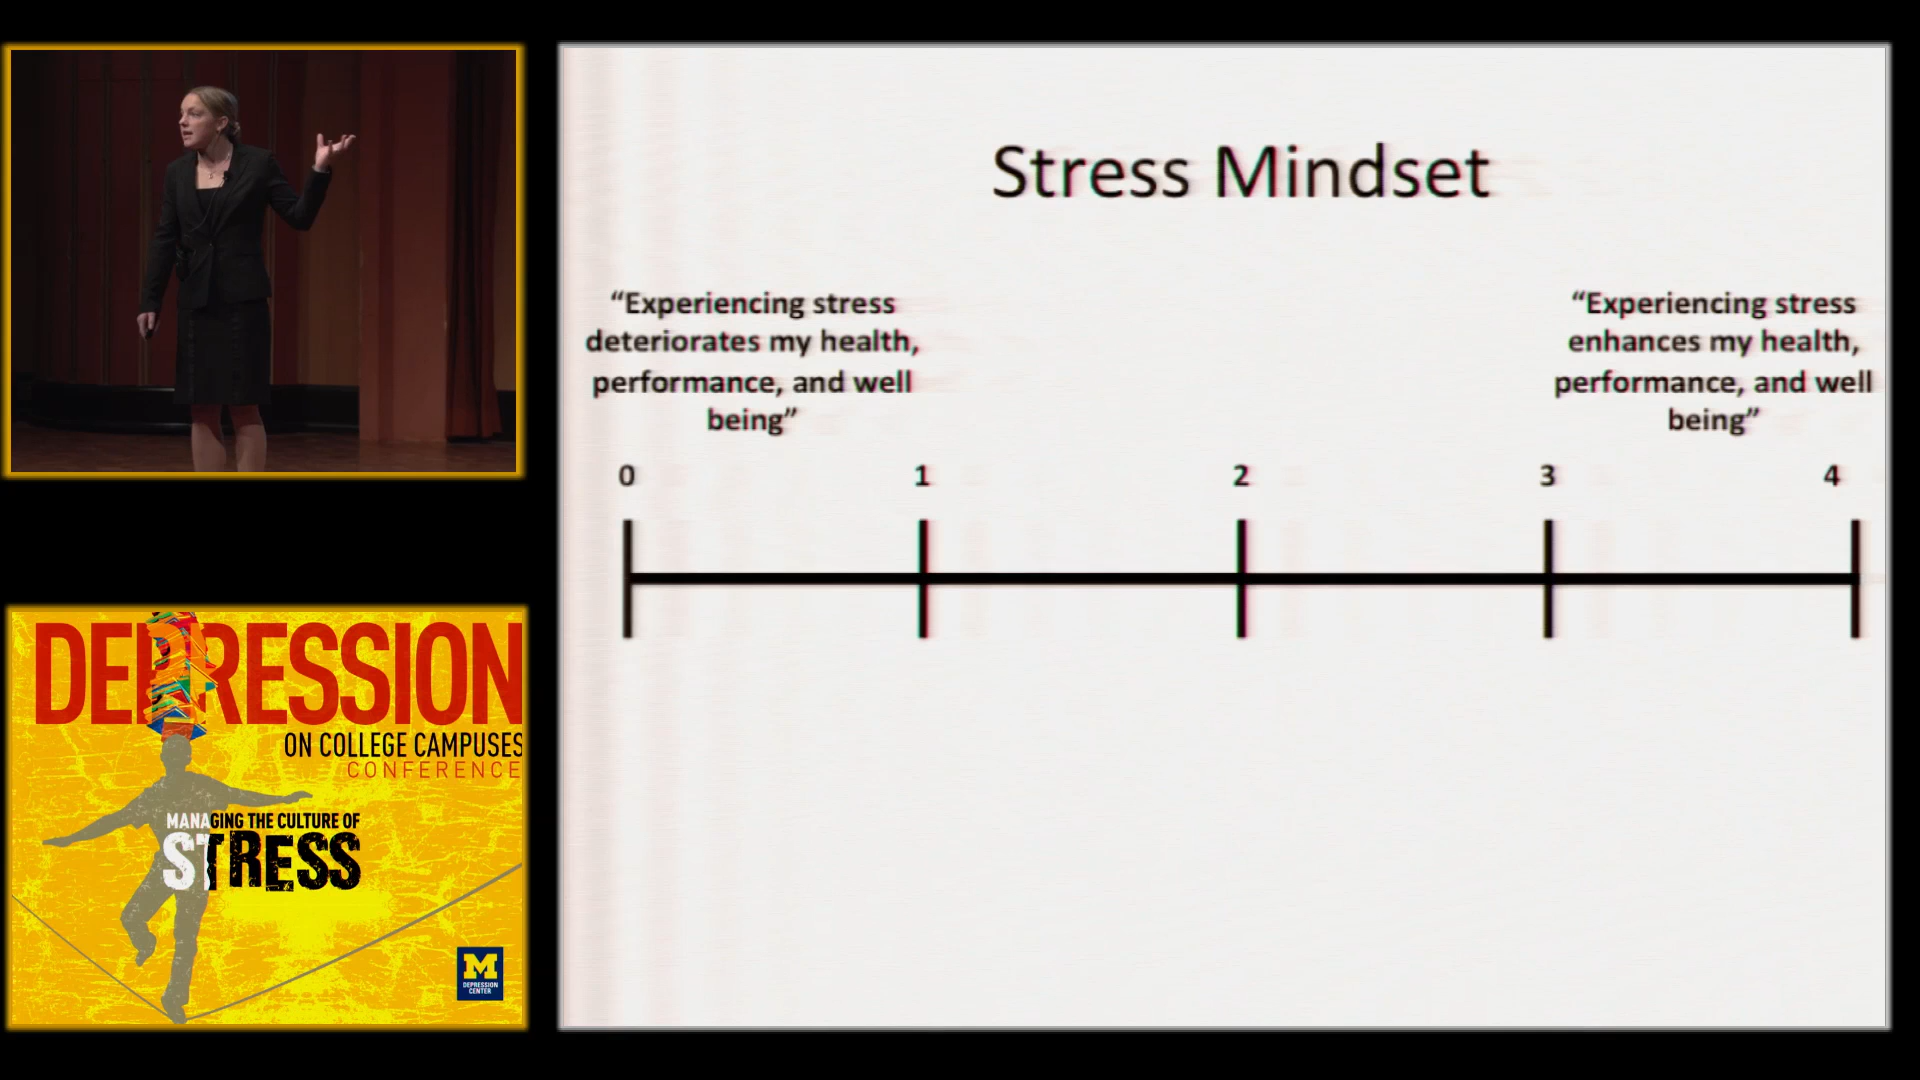 Stress Mindset
“Experiencing stress
deteriorates my health,
performance, and well
being”
“Experiencing stress
enhances my health,
performance, and well
being”
0 1 2 3 4
DEPRESSION
ON COLLEGE CAMPUSES
CONFERENCE
MANAGING THE CULTURE OF
STRESS
M
DEPRESSION
CENTER